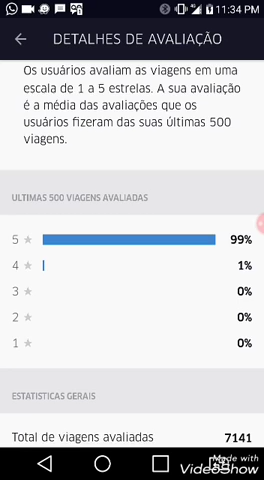 11:34 PM
DETALHES DE AVALIAÇÃO
Os usuários avaliam as viagens em uma
escala de 1 a 5 estrelas. A sua avaliação
é a média das avaliações que os
usuários fizeram das suas últimas 500
viagens.
ULTIMAS 500 VIAGENS AVALIADAS
5 ★ 99%
4 ★ 1%
3 ★ 0%
2 ★ 0%
1 ★ 0%
ESTATISTICAS GERAIS
Total de viagens avaliadas 7141
Made with
VideoShow